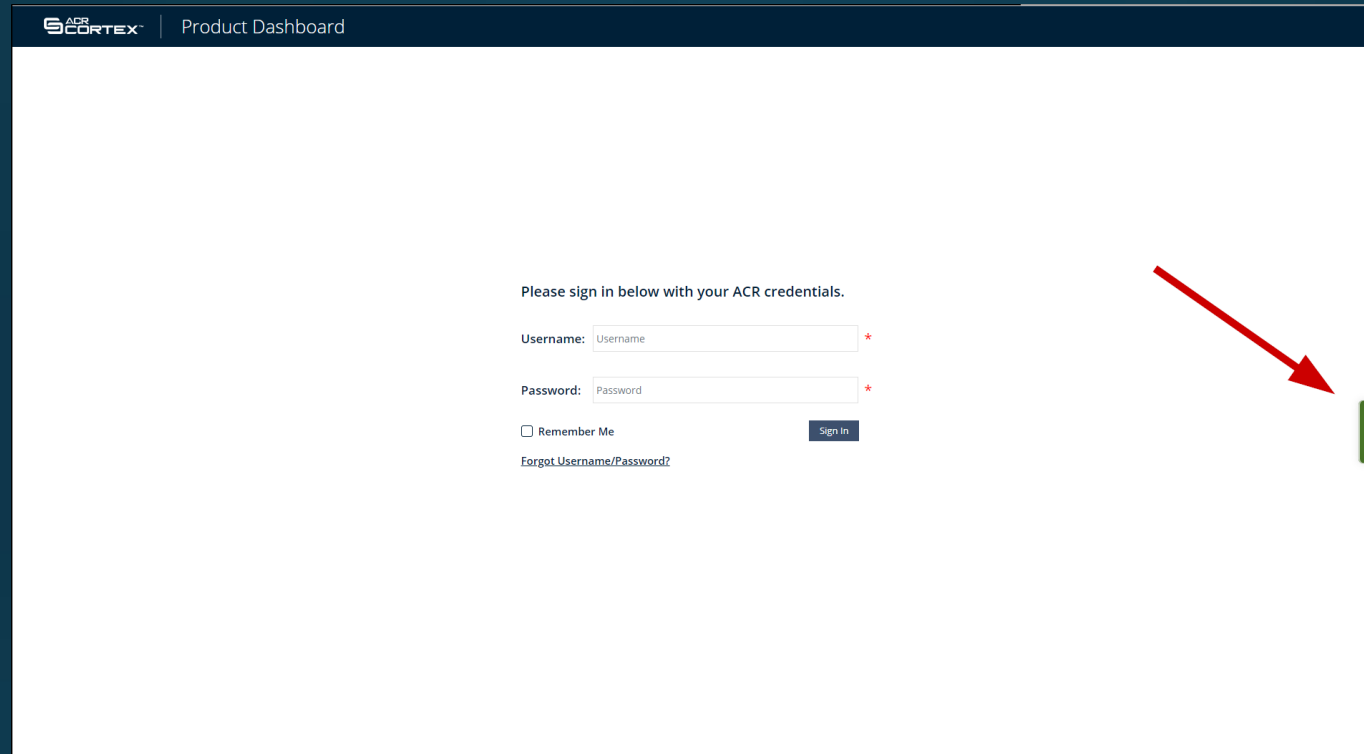 ACR
CORTEX™ Product Dashboard
Please sign in below with your ACR credentials.
Username: Username *
Password: Password *
Remember Me Sign In
Forgot Username/Password?